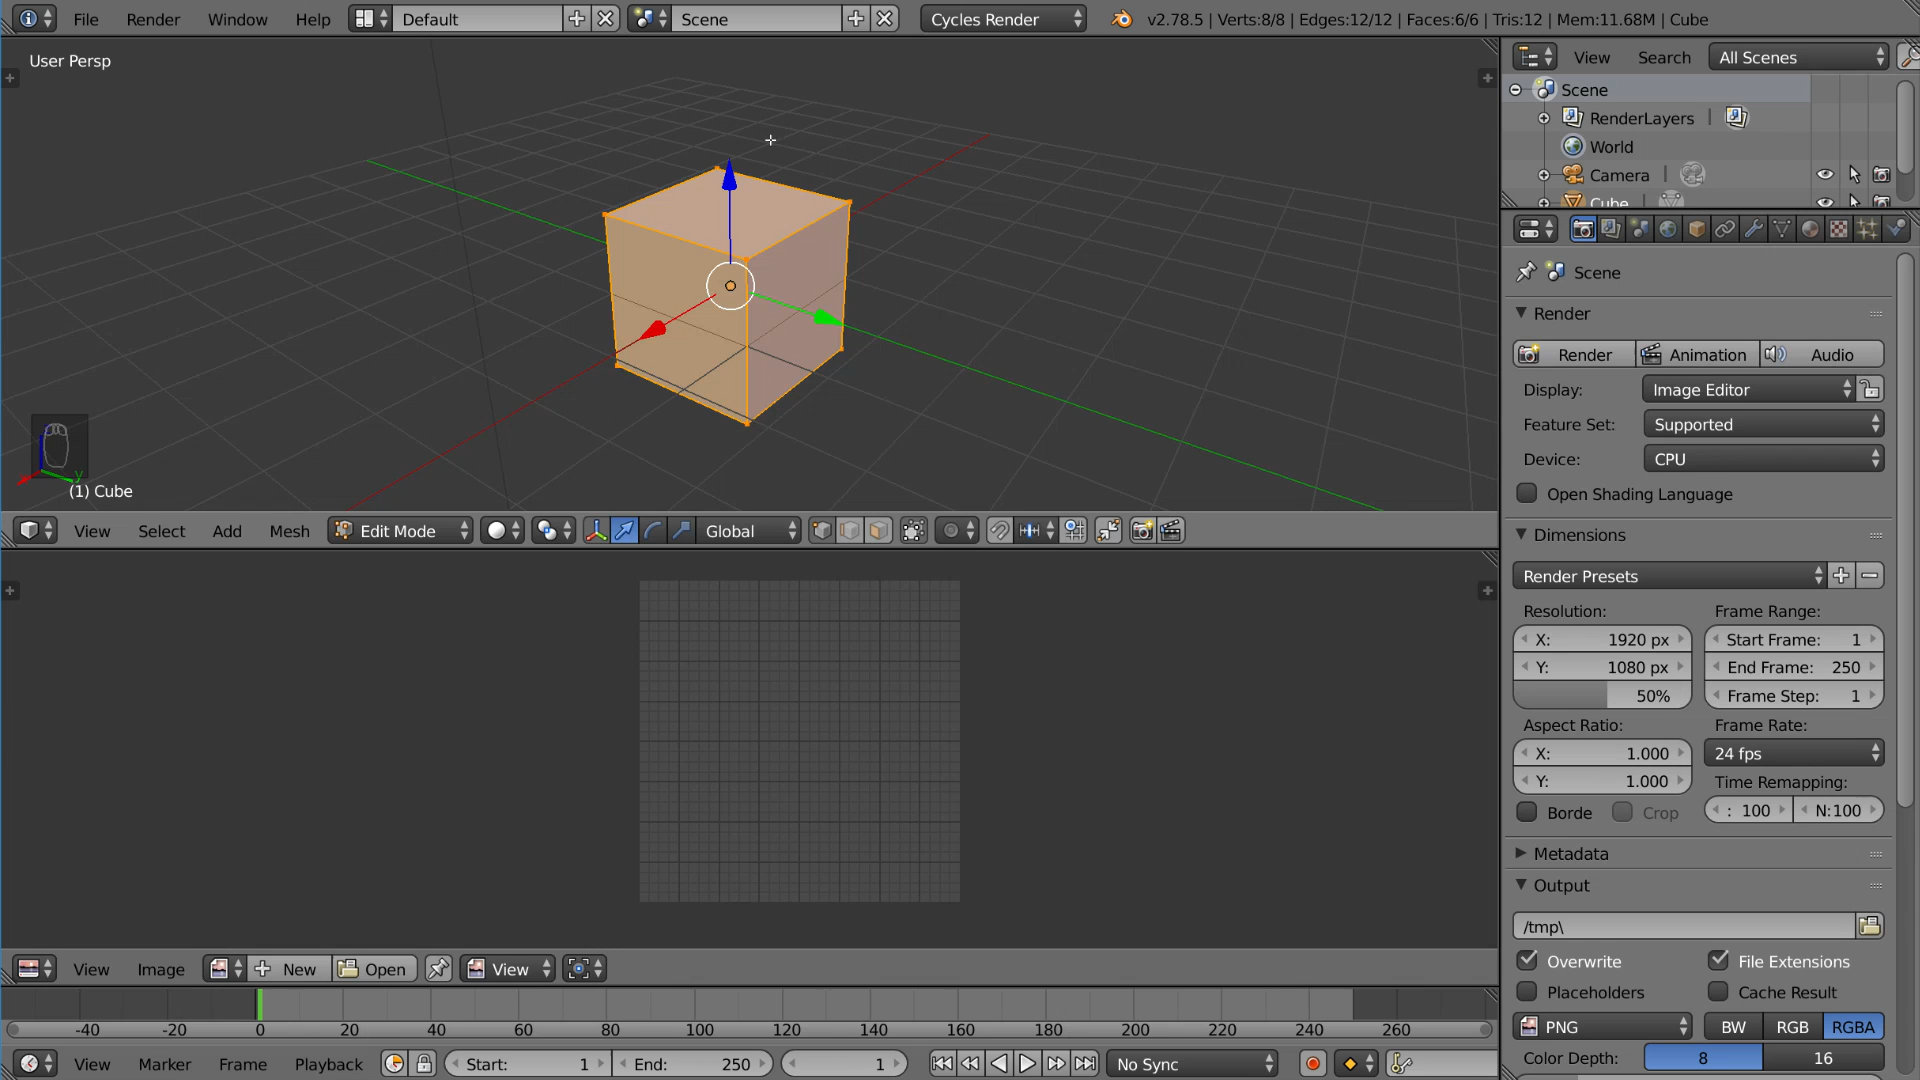 File Render Window Help Default Scene Cycles Render v2.78.5 | Verts:8/8 | Edges:12/12 | Faces:6/6 | Tris:12 | Mem:11.68M | Cube
User Persp
y
(1) Cube
View Select Add Mesh Edit Mode Global
View Image New Open View
-40 -20 0 20 40 60 80 100 120 140 160 180 200 220 240 260
View Marker Frame Playback Start: 1 End: 250 1 No Sync
View Search All Scenes
Scene
RenderLayers |
World
Camera |
Cube |
Scene
Render
Render Animation Audio
Display: Image Editor
Feature Set: Supported
Device: CPU
Open Shading Language
Dimensions
Render Presets
Resolution: Frame Range:
X: 1920 px Start Frame: 1
Y: 1080 px End Frame: 250
50% Frame Step: 1
Aspect Ratio: Frame Rate:
X: 1.000 24 fps
Y: 1.000 Time Remapping:
Borde Crop : 100 N:100
Metadata
Output
/tmp\
Overwrite File Extensions
Placeholders Cache Result
PNG BW RGB RGBA
Color Depth: 8 16